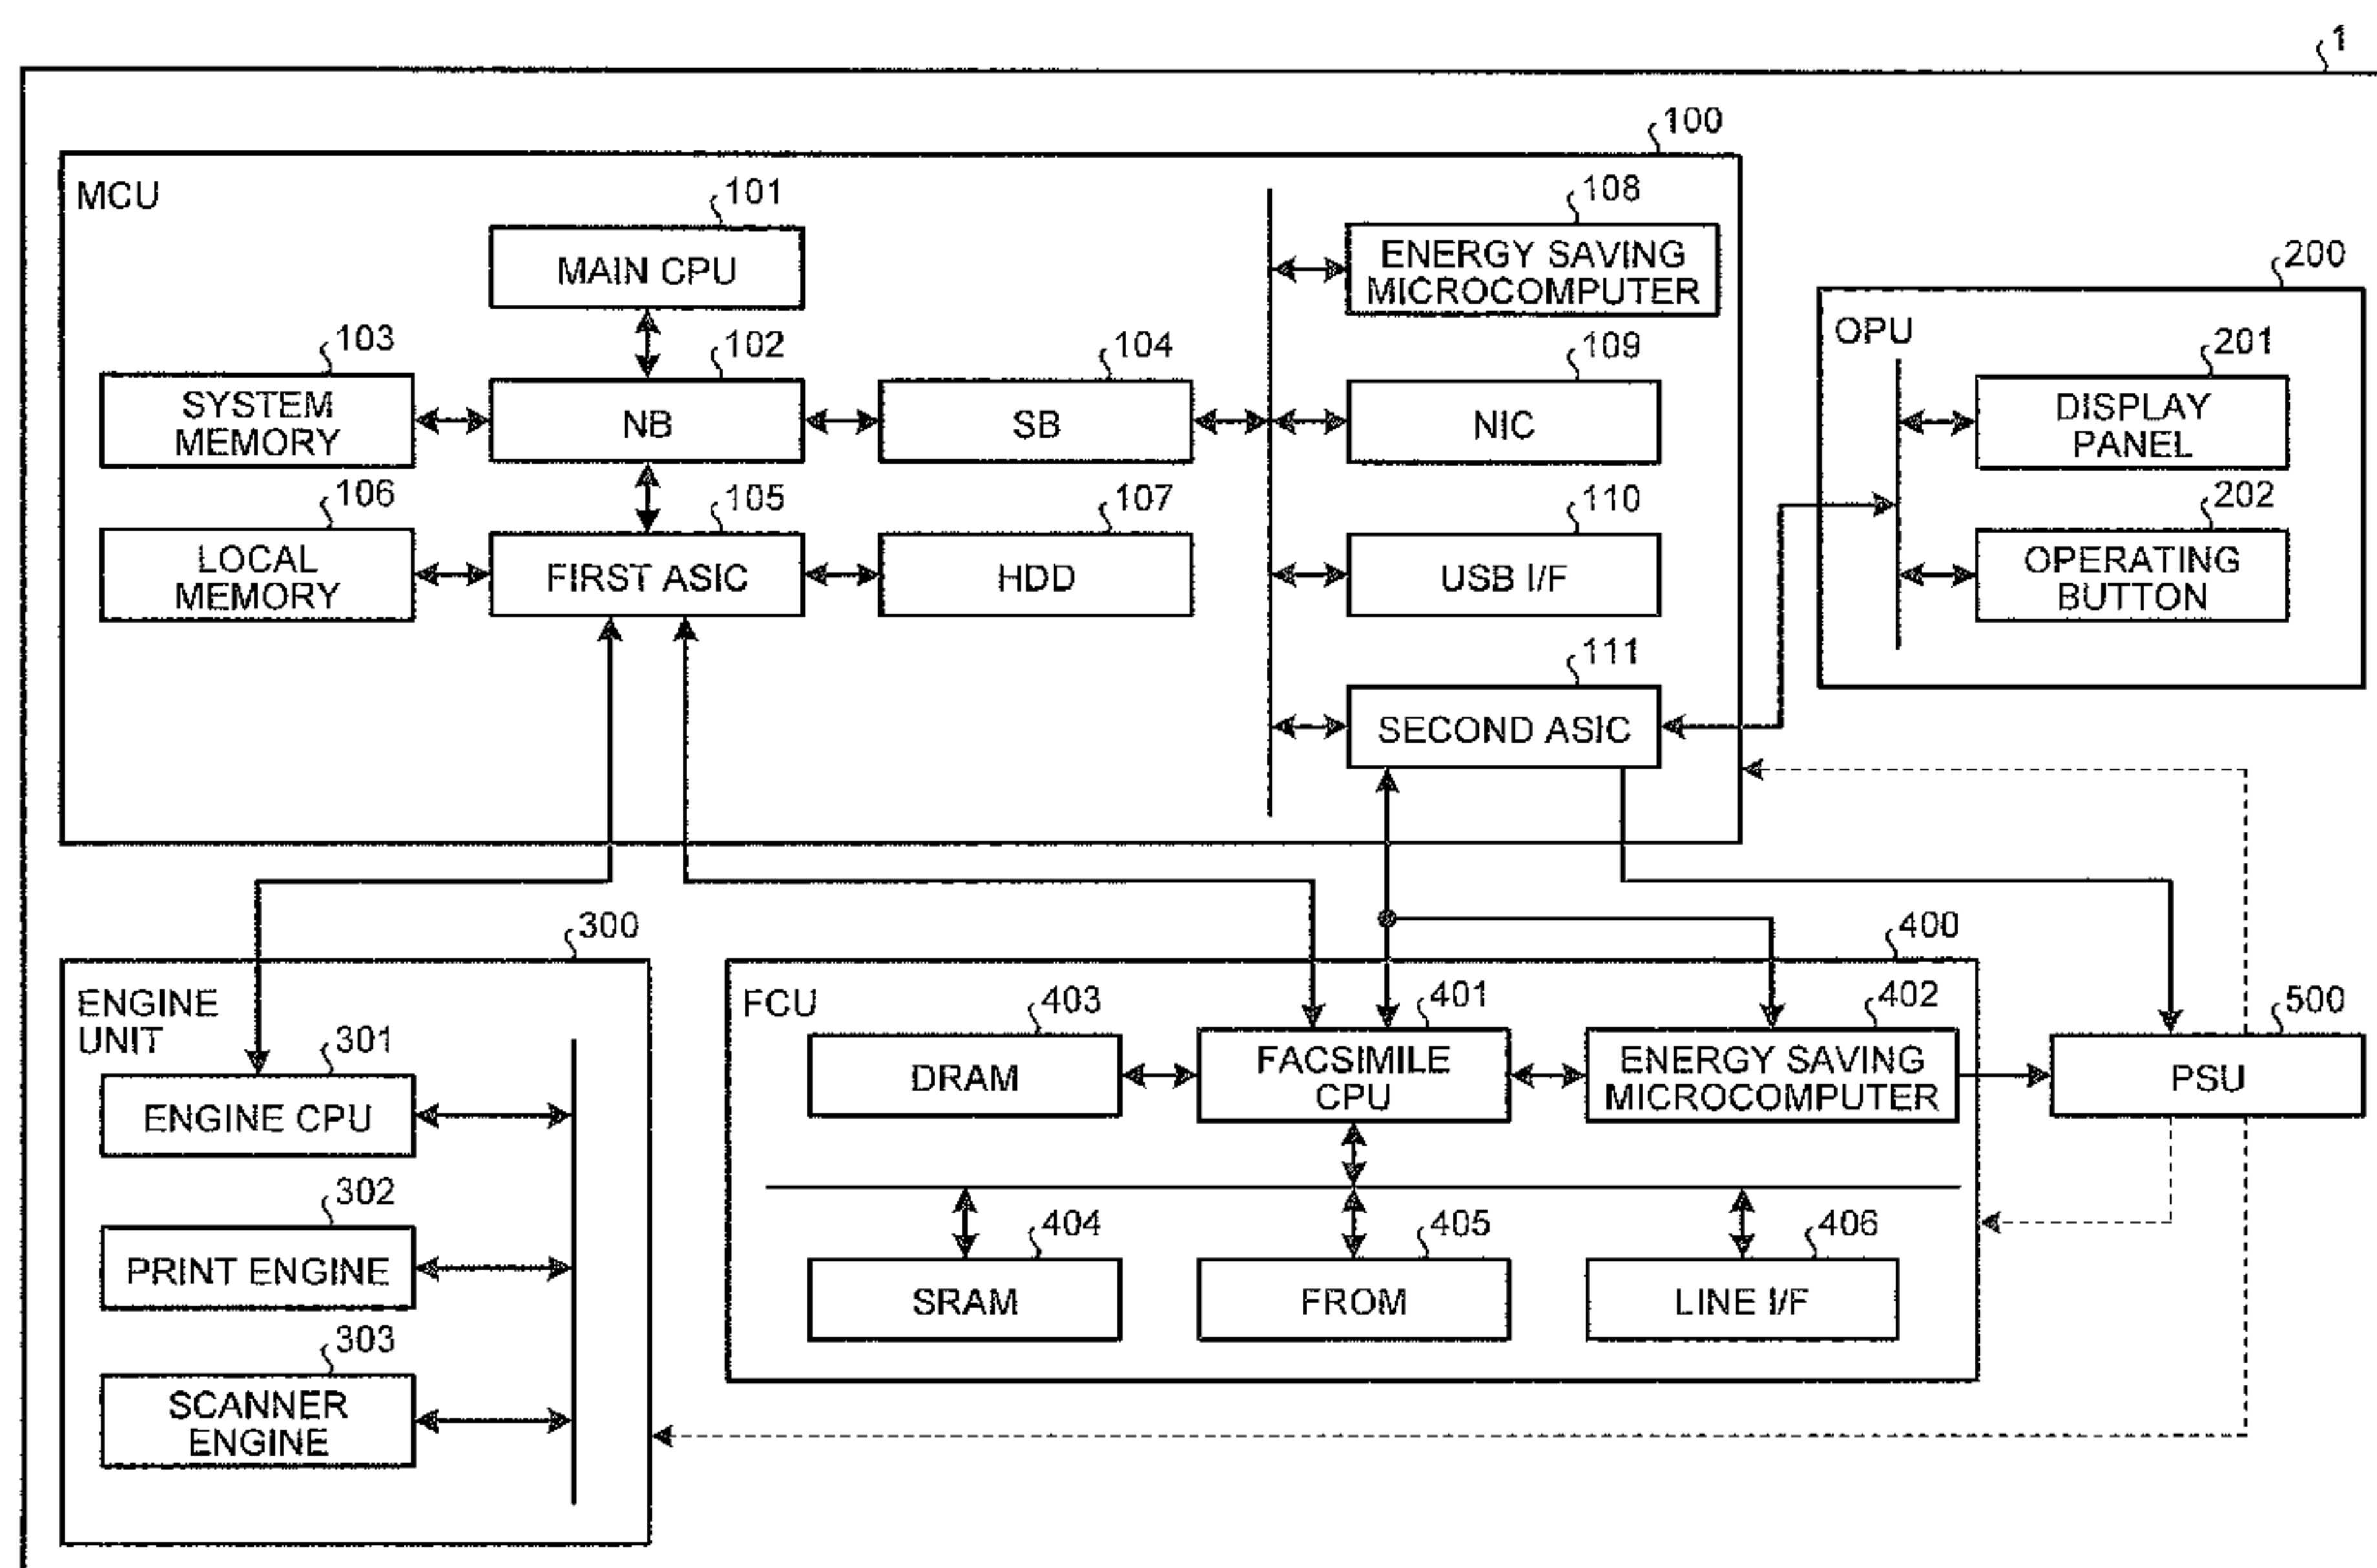 1
100
MCU
101
MAIN CPU
108
ENERGY SAVING
MICROCOMPUTER
103
SYSTEM
MEMORY
102
NB
104
SB
109
NIC
106
LOCAL
MEMORY
105
FIRST ASIC
107
HDD
110
USB I/F
111
SECOND ASIC
200
OPU
201
DISPLAY
PANEL
202
OPERATING
BUTTON
300
ENGINE
UNIT
301
ENGINE CPU
302
PRINT ENGINE
303
SCANNER
ENGINE
400
FCU
403
DRAM
401
FACSIMILE
CPU
402
ENERGY SAVING
MICROCOMPUTER
404
SRAM
405
FROM
406
LINE I/F
500
PSU